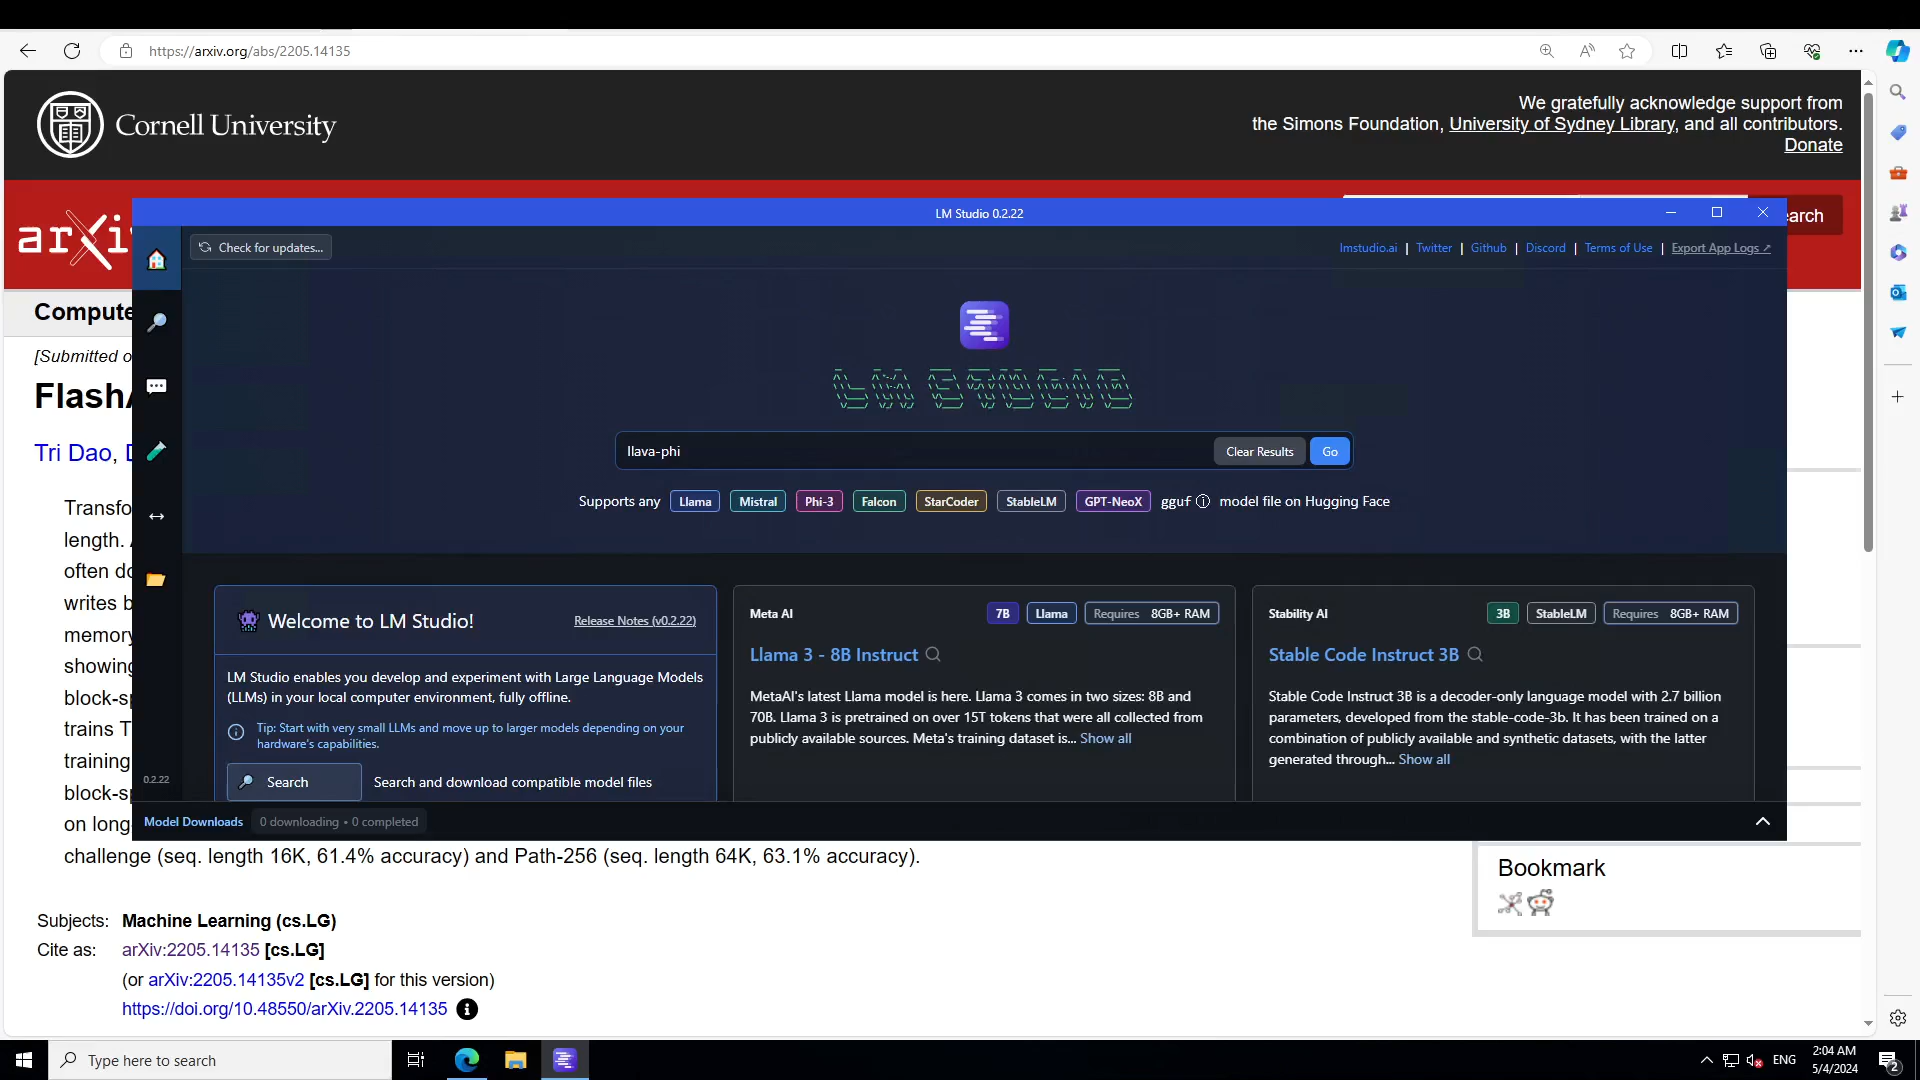 https://arxiv.org/abs/2205.14135
Cornell University
We gratefully acknowledge support from
the Simons Foundation, University of Sydney Library, and all contributors.
Donate
arXi
earch
LM Studio 0.2.22
Check for updates...
lmstudio.ai | Twitter | Github | Discord | Terms of Use | Export App Logs ↗
LM STUDIO
llava-phi
Clear Results
Go
Supports any Llama Mistral Phi-3 Falcon StarCoder StableLM GPT-NeoX gguf ⓘ model file on Hugging Face
Welcome to LM Studio!
Release Notes (v0.2.22)
LM Studio enables you develop and experiment with Large Language Models
(LLMs) in your local computer environment, fully offline.
Tip: Start with very small LLMs and move up to larger models depending on your
hardware's capabilities.
Search
Search and download compatible model files
Meta AI
7B
Llama
Requires 8GB+ RAM
Llama 3 - 8B Instruct
MetaAI's latest Llama model is here. Llama 3 comes in two sizes: 8B and
70B. Llama 3 is pretrained on over 15T tokens that were all collected from
publicly available sources. Meta's training dataset is... Show all
Stability AI
3B
StableLM
Requires 8GB+ RAM
Stable Code Instruct 3B
Stable Code Instruct 3B is a decoder-only language model with 2.7 billion
parameters, developed from the stable-code-3b. It has been trained on a
combination of publicly available and synthetic datasets, with the latter
generated through... Show all
0.2.22
Model Downloads
0 downloading • 0 completed
Compute
[Submitted o
Flash
Tri Dao,
Transfo
length.
often do
writes b
memory
showing
block-sp
trains T
training
block-sp
on long-
challenge (seq. length 16K, 61.4% accuracy) and Path-256 (seq. length 64K, 63.1% accuracy).
Bookmark
Subjects: Machine Learning (cs.LG)
Cite as: arXiv:2205.14135 [cs.LG]
(or arXiv:2205.14135v2 [cs.LG] for this version)
https://doi.org/10.48550/arXiv.2205.14135
Type here to search
ENG
2:04 AM
5/4/2024
2